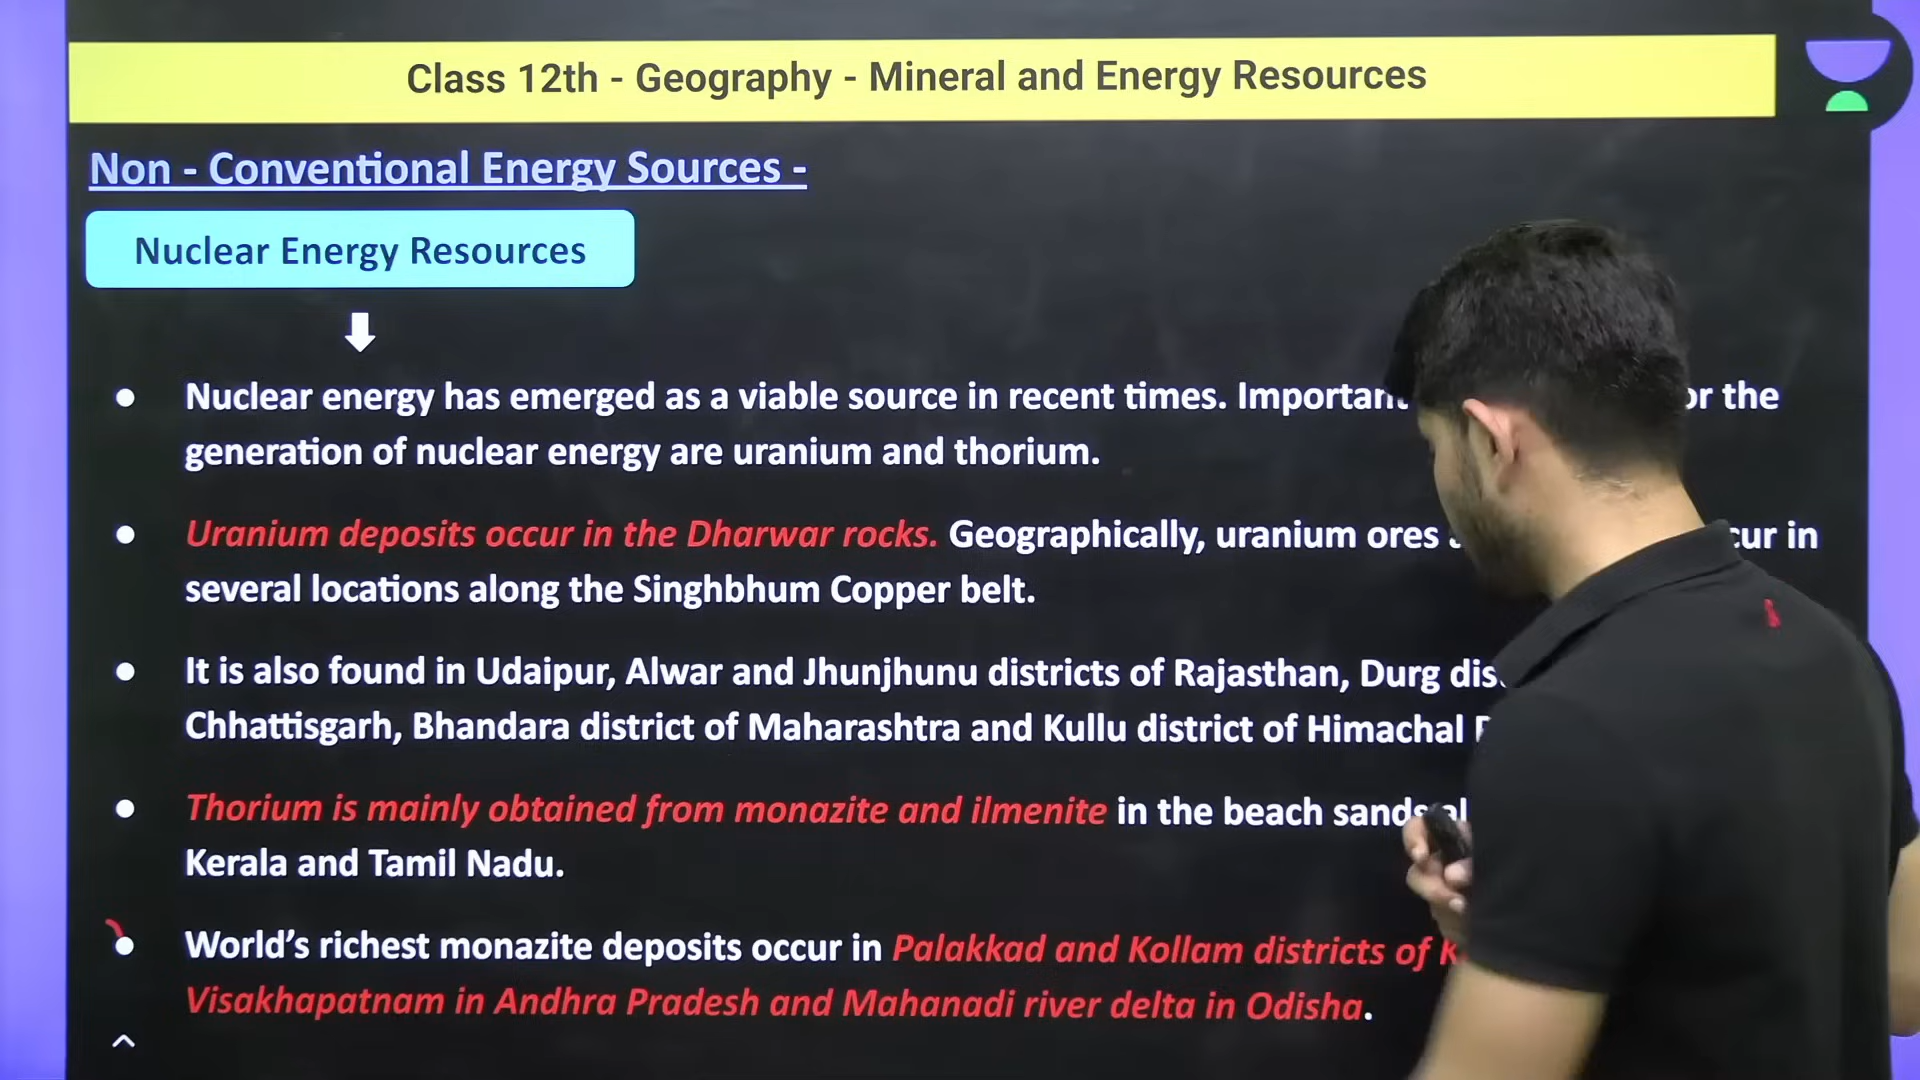 Class 12th - Geography - Mineral and Energy Resources
Non - Conventional Energy Sources -
Nuclear Energy Resources
● Nuclear energy has emerged as a viable source in recent times. Important or the
generation of nuclear energy are uranium and thorium.
● Uranium deposits occur in the Dharwar rocks. Geographically, uranium ores in
several locations along the Singhbhum Copper belt.
● It is also found in Udaipur, Alwar and Jhunjhunu districts of Rajasthan, Durg
Chhattisgarh, Bhandara district of Maharashtra and Kullu district of Himachal
● Thorium is mainly obtained from monazite and ilmenite in the beach sands
Kerala and Tamil Nadu.
● World's richest monazite deposits occur in Palakkad and Kollam districts of
Visakhapatnam in Andhra Pradesh and Mahanadi river delta in Odisha.